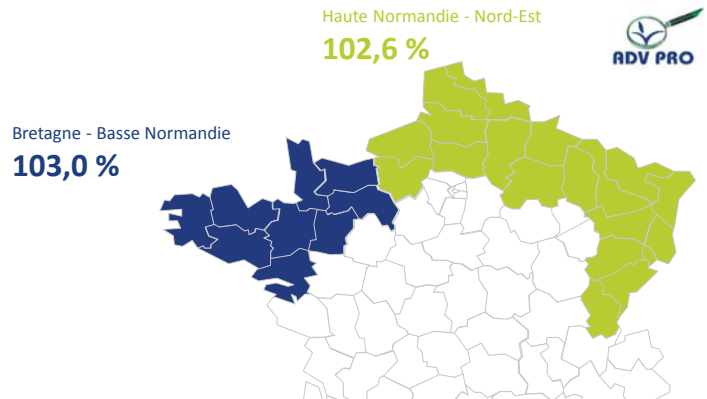 Haute Normandie - Nord-Est
102,6 %
ADV PRO
Bretagne - Basse Normandie
103,0 %